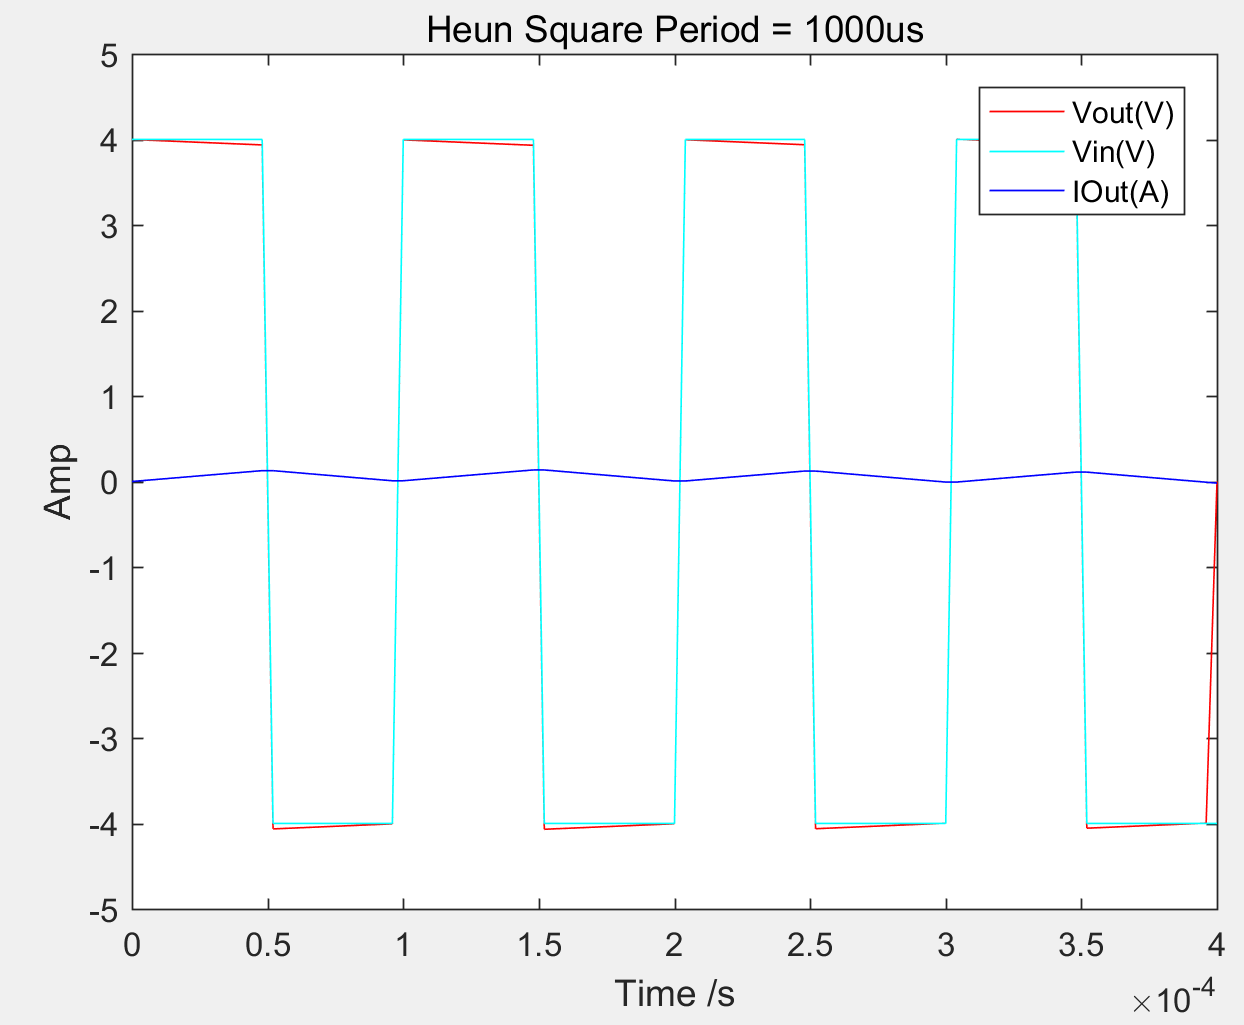 Heun Square Period = 1000us
Vout(V)
Vin(V)
IOut(A)
Amp
5
4
3
2
1
0
-1
-2
-3
-4
-5
0 0.5 1 1.5 2 2.5 3 3.5 4
Time /s
×10-4